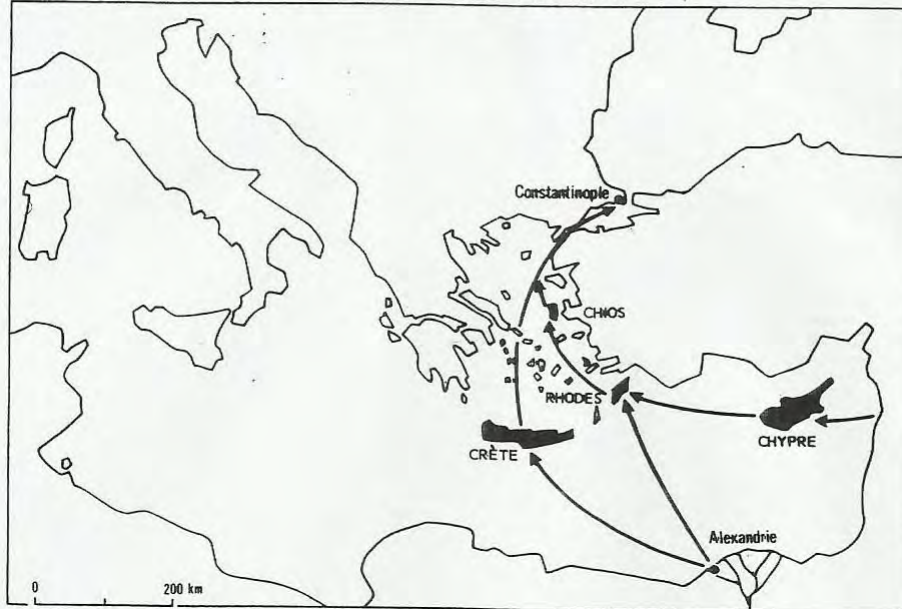 Constantinople
CHIOS
RHODES
CHYPRE
CRÈTE
Alexandrie
0 200 km